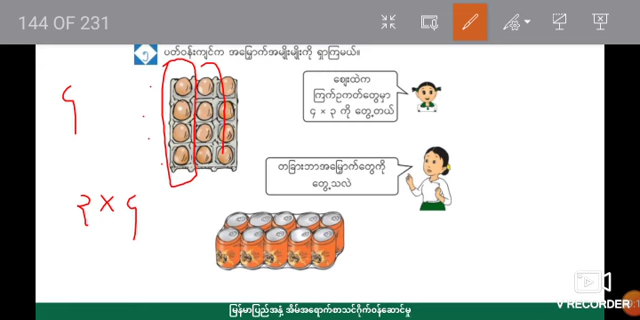 144 OF 231
၅ ပတ်ဝန်းကျင်က အမြှောက်အမျိုးမျိုးကို ရှာကြမယ်။
ဈေးထဲက
ကြက်ဥကတ်တွေမှာ
၄ × ၃ ကို တွေ့တယ်
၄
တခြားဘာအမြှောက်တွေကို
တွေ့သလဲ
၃ × ၄
V RECORDER
မြန်မာပြည်အနှံ့ အိမ်အရောက်စာသင်ဝိုက်ဝန်ဆောင်မှု